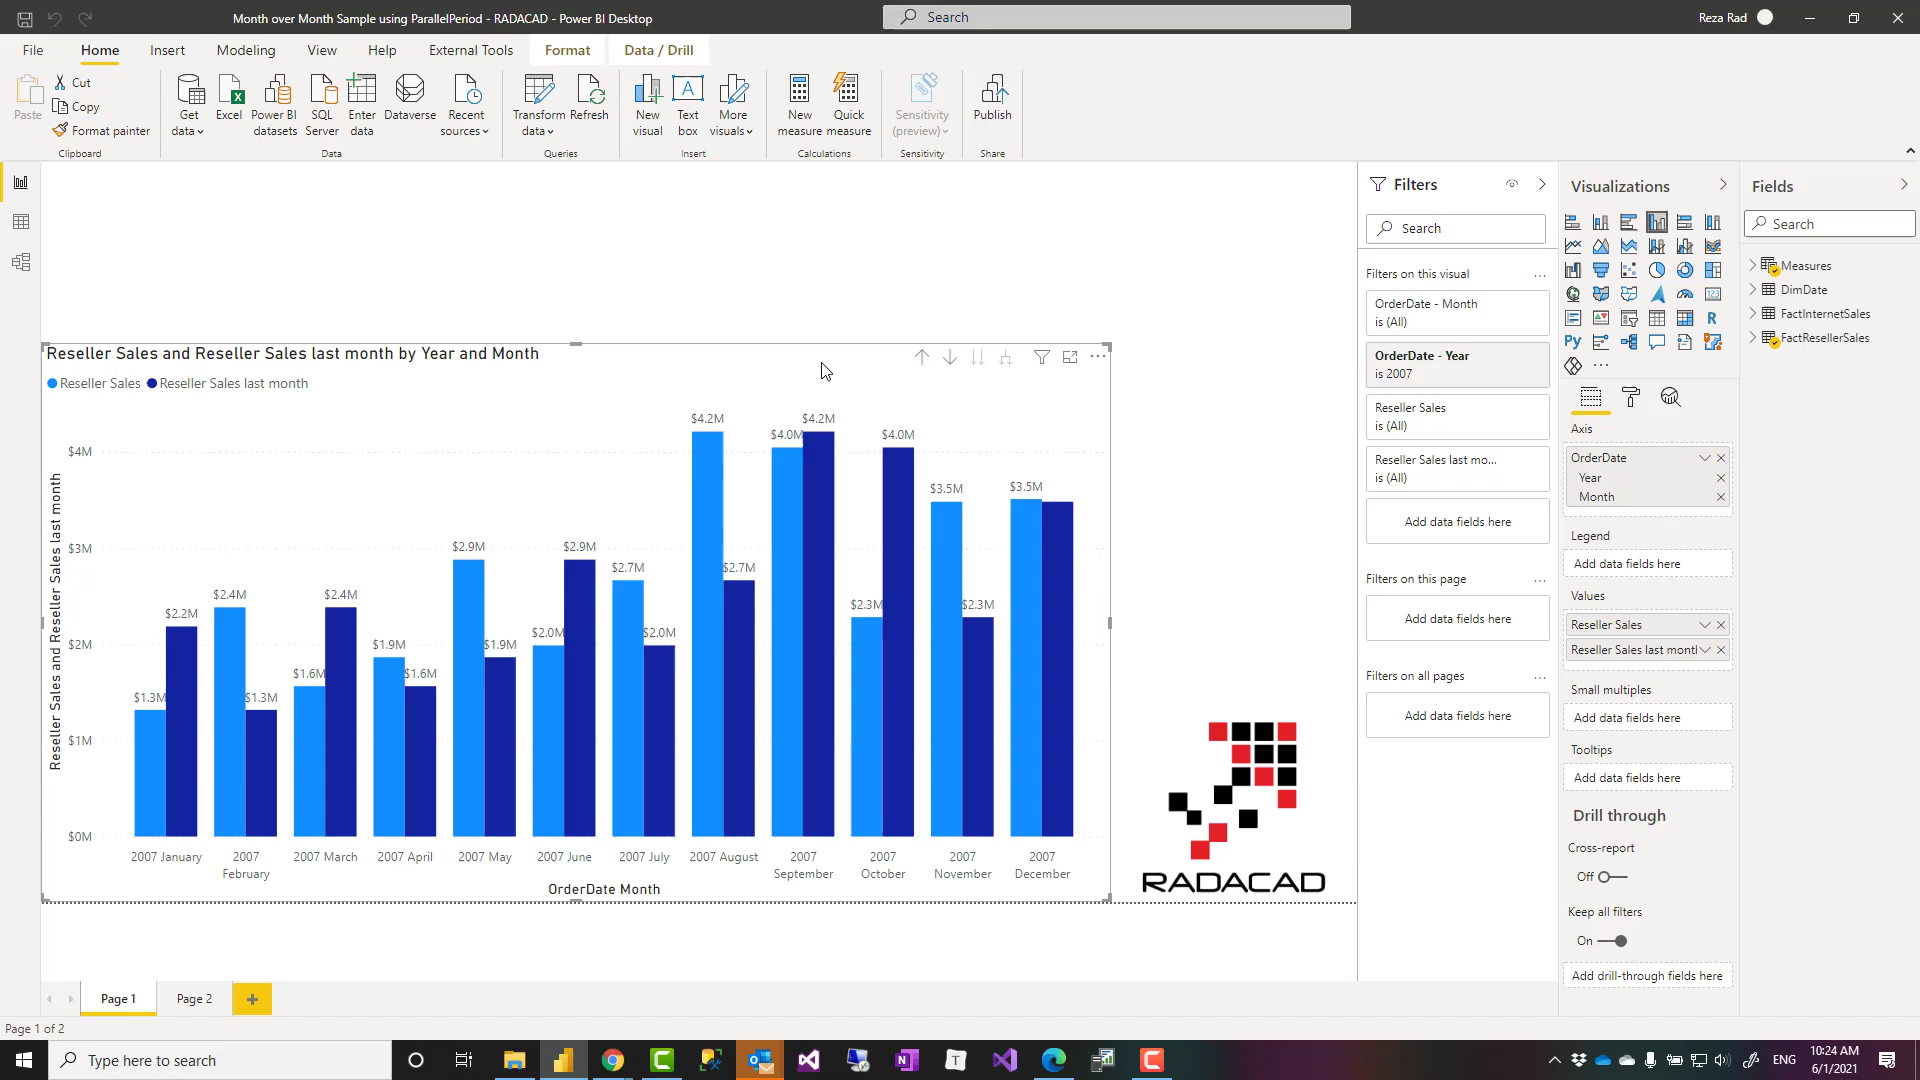 Month over Month Sample using ParallelPeriod - RADACAD - Power BI Desktop
Search
Reza Rad
File Home Insert Modeling View Help External Tools Format Data / Drill
Paste
Cut
Copy
Format painter
Clipboard
Get data
Excel
Power BI datasets
SQL Server
Enter data
Dataverse
Recent sources
Data
Transform data
Refresh
Queries
New visual
Text box
More visuals
Insert
New measure
Quick measure
Calculations
Sensitivity (preview)
Sensitivity
Publish
Share
Reseller Sales and Reseller Sales last month by Year and Month
Reseller Sales Reseller Sales last month
Reseller Sales and Reseller Sales last month
$4M
$3M
$2M
$1M
$0M
$1.3M $2.2M
$2.4M $1.3M
$1.6M $2.4M
$1.9M $1.6M
$2.9M $1.9M
$2.0M $2.9M
$2.7M $2.0M
$4.2M $2.7M
$4.0M $4.2M
$2.3M $4.0M
$3.5M $2.3M
$3.5M
2007 January
2007 February
2007 March
2007 April
2007 May
2007 June
2007 July
2007 August
2007 September
2007 October
2007 November
2007 December
OrderDate Month
RADACAD
Filters
Search
Filters on this visual
OrderDate - Month
is (All)
OrderDate - Year
is 2007
Reseller Sales
is (All)
Reseller Sales last mo...
is (All)
Add data fields here
Filters on this page
Add data fields here
Filters on all pages
Add data fields here
Visualizations
R
Py
Axis
OrderDate
Year
Month
Legend
Add data fields here
Values
Reseller Sales
Reseller Sales last month
Small multiples
Add data fields here
Tooltips
Add data fields here
Drill through
Cross-report
Off
Keep all filters
On
Add drill-through fields here
Fields
Search
Measures
DimDate
FactInternetSales
FactResellerSales
Page 1 Page 2
Page 1 of 2
Type here to search
ENG
10:24 AM
6/1/2021